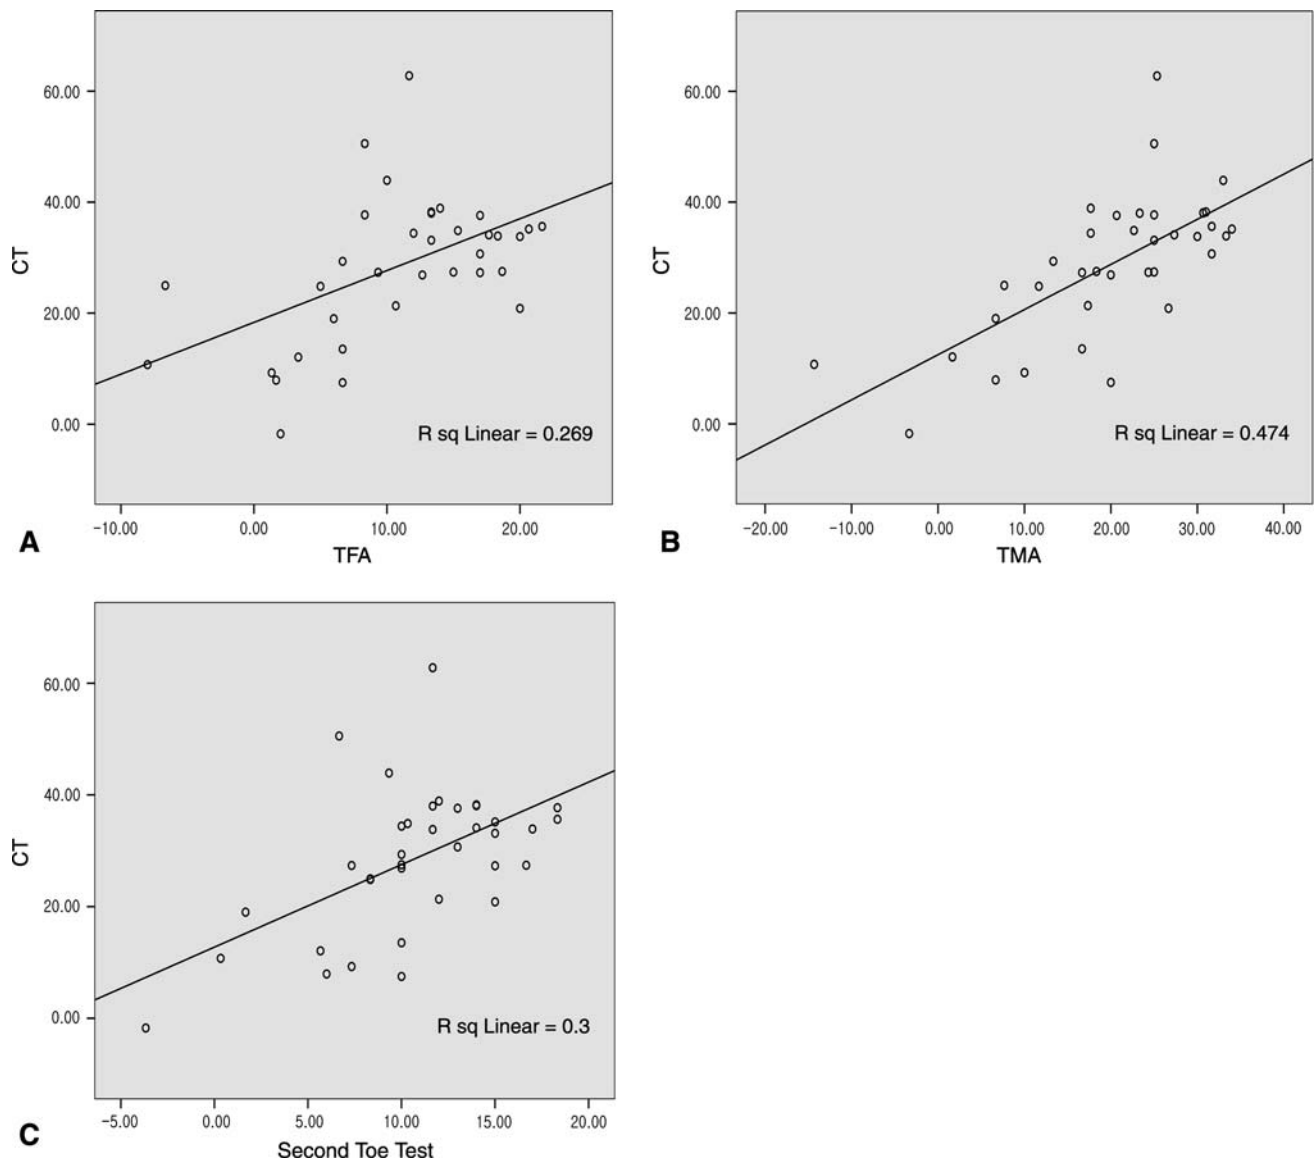 60.00
40.00
CT
20.00
0.00
R sq Linear = 0.269
-10.00 0.00 10.00 20.00
A
TFA
60.00
40.00
CT
20.00
0.00
R sq Linear = 0.474
-20.00 -10.00 0.00 10.00 20.00 30.00 40.00
B
TMA
60.00
40.00
CT
20.00
0.00
R sq Linear = 0.3
-5.00 0.00 5.00 10.00 15.00 20.00
C
Second Toe Test